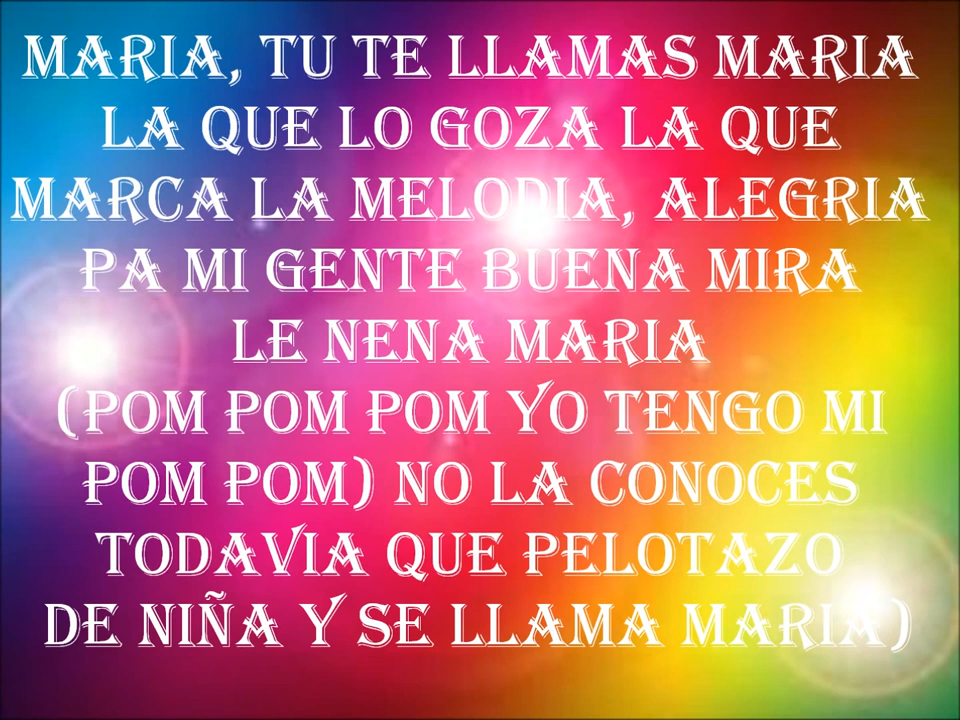 MARIA, TU TE LLAMAS MARIA
LA QUE LO GOZA LA QUE
MARCA LA MELODIA, ALEGRIA
PA MI GENTE BUENA MIRA
LE NENA MARIA
(POM POM POM YO TENGO MI
POM POM) NO LA CONOCES
TODAVIA QUE PELOTAZO
DE NIÑA Y SE LLAMA MARIA)